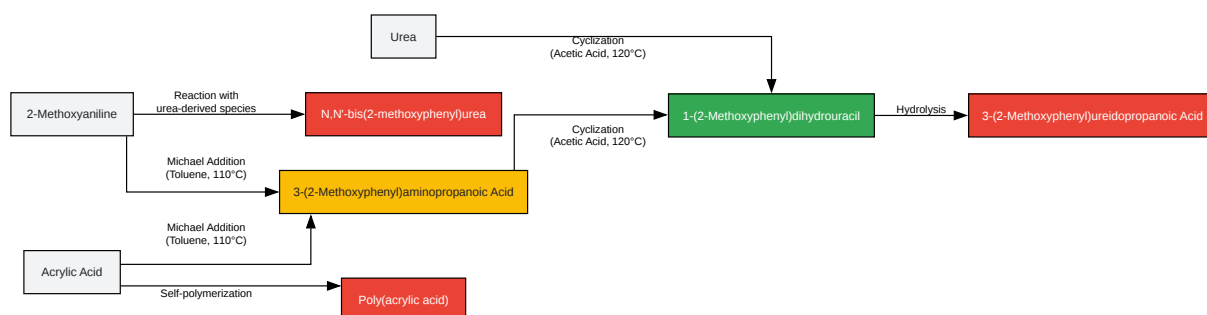 Urea
Cyclization
(Acetic Acid, 120°C)
2-Methoxyaniline
Reaction with
urea-derived species
N,N'-bis(2-methoxyphenyl)urea
1-(2-Methoxyphenyl)dihydrouracil
Hydrolysis
3-(2-Methoxyphenyl)ureidopropanoic Acid
Cyclization
(Acetic Acid, 120°C)
Michael Addition
(Toluene, 110°C)
3-(2-Methoxyphenyl)aminopropanoic Acid
Michael Addition
(Toluene, 110°C)
Acrylic Acid
Self-polymerization
Poly(acrylic acid)